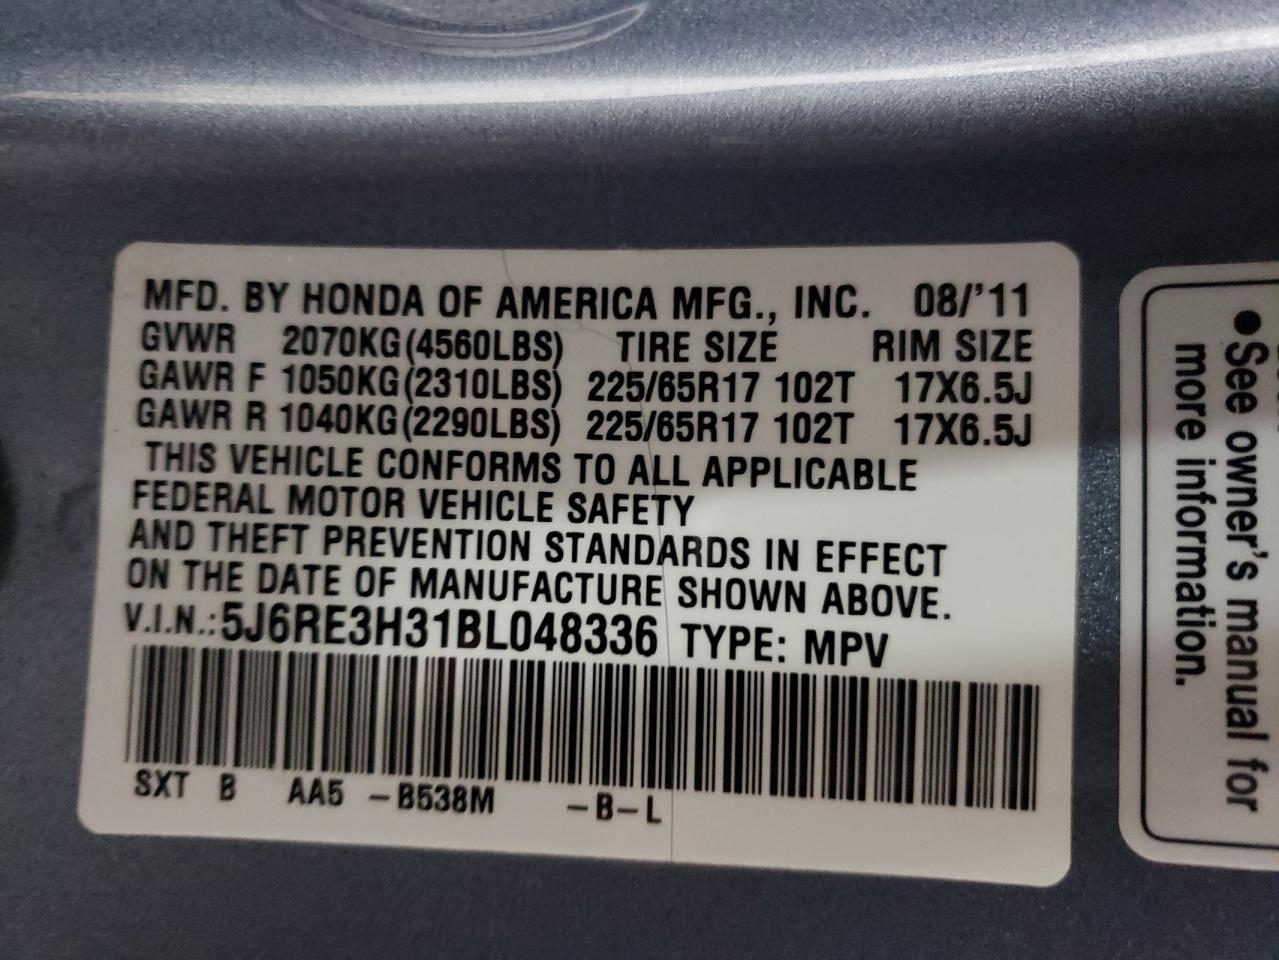 MFD. BY HONDA OF AMERICA MFG., INC. 08/'11
GVWR 2070KG(4560LBS) TIRE SIZE RIM SIZE
GAWR F 1050KG(2310LBS) 225/65R17 102T 17X6.5J
GAWR R 1040KG(2290LBS) 225/65R17 102T 17X6.5J
THIS VEHICLE CONFORMS TO ALL APPLICABLE
FEDERAL MOTOR VEHICLE SAFETY
AND THEFT PREVENTION STANDARDS IN EFFECT
ON THE DATE OF MANUFACTURE SHOWN ABOVE.
V.I.N.:5J6RE3H31BL048336 TYPE: MPV
SXT B AA5 -B538M -B-L
●See owner's manual for
more information.